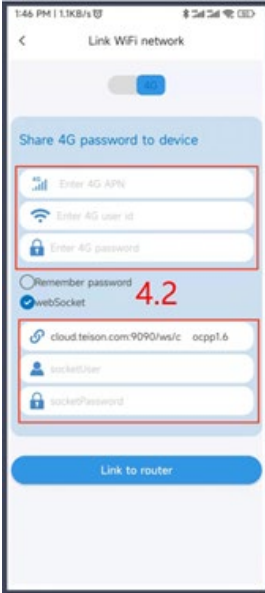 1:46 PM | 1.1KB/s
Link WiFi network
4G
Share 4G password to device
4G
Enter 4G APN
Enter 4G user id
Enter 4G password
Remember password
webSocket
4.2
cloud.teison.com:9090/ws/c ocpp1.6
socketUser
socketPassword
Link to router